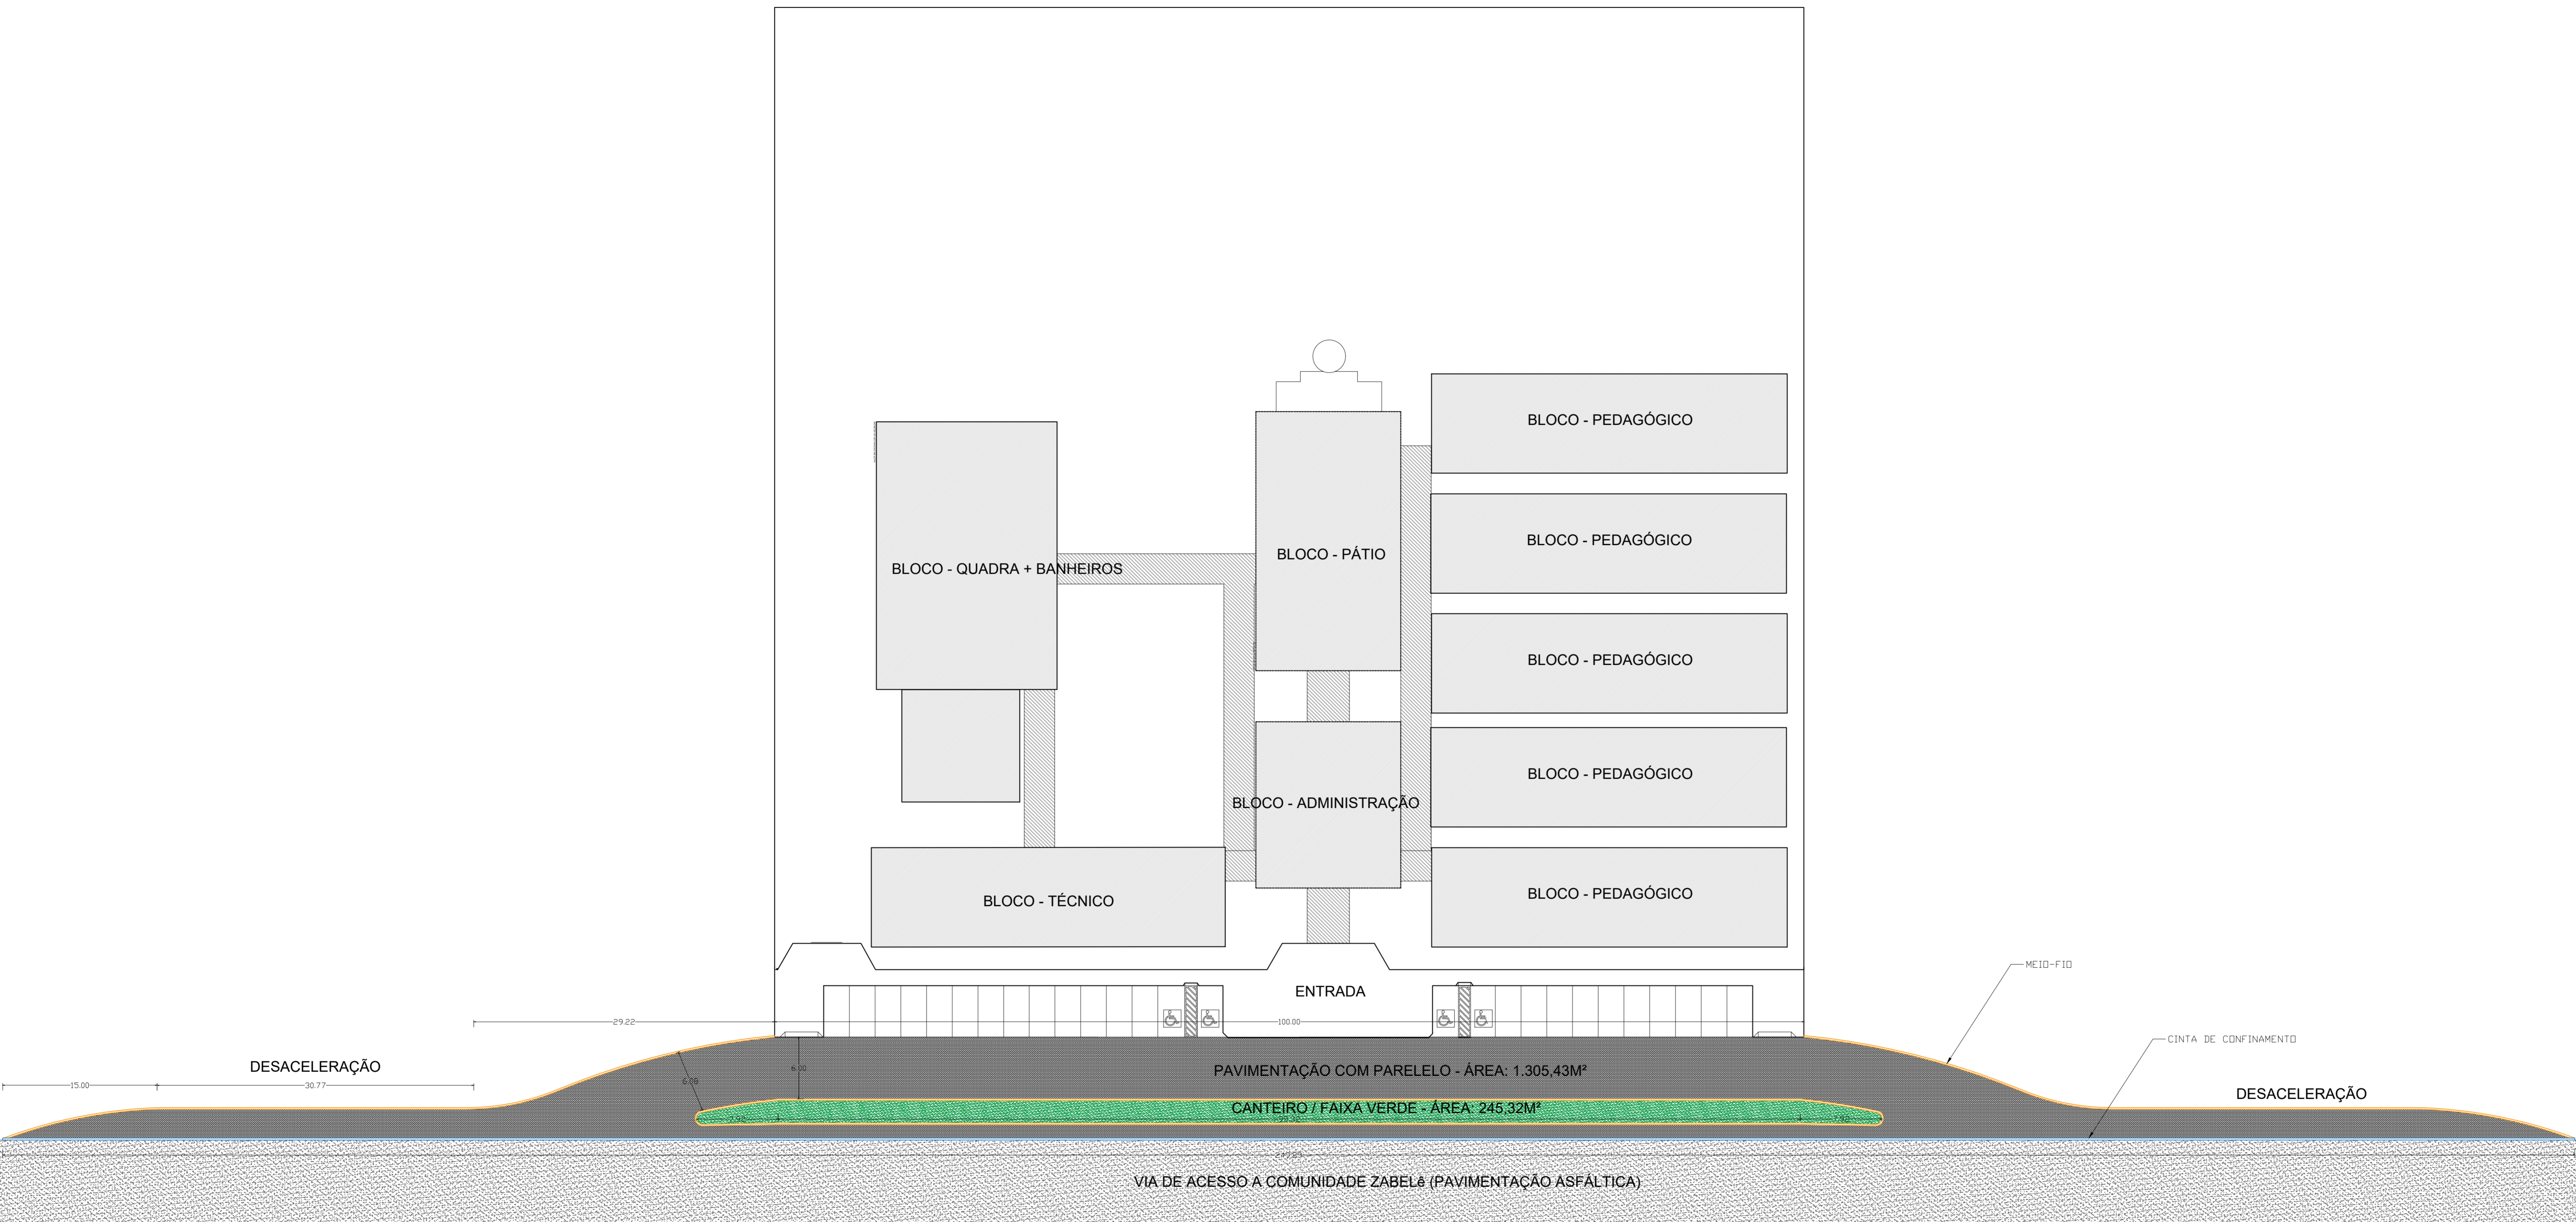 BLOCO - PEDAGÓGICO
BLOCO - PEDAGÓGICO
BLOCO - PÁTIO
BLOCO - QUADRA + BANHEIROS
BLOCO - PEDAGÓGICO
BLOCO - PEDAGÓGICO
BLOCO - ADMINISTRAÇÃO
BLOCO - PEDAGÓGICO
BLOCO - TÉCNICO
MEIO-FIO
ENTRADA
29.22
100.00
CINTA DE CONFINAMENTO
DESACELERAÇÃO
6.00
PAVIMENTAÇÃO COM PARELELO - ÁREA: 1.305,43M²
15.00
30.77
DESACELERAÇÃO
CANTEIRO / FAIXA VERDE - ÁREA: 245,32M²
VIA DE ACESSO A COMUNIDADE ZABELê (PAVIMENTAÇÃO ASFÁLTICA)